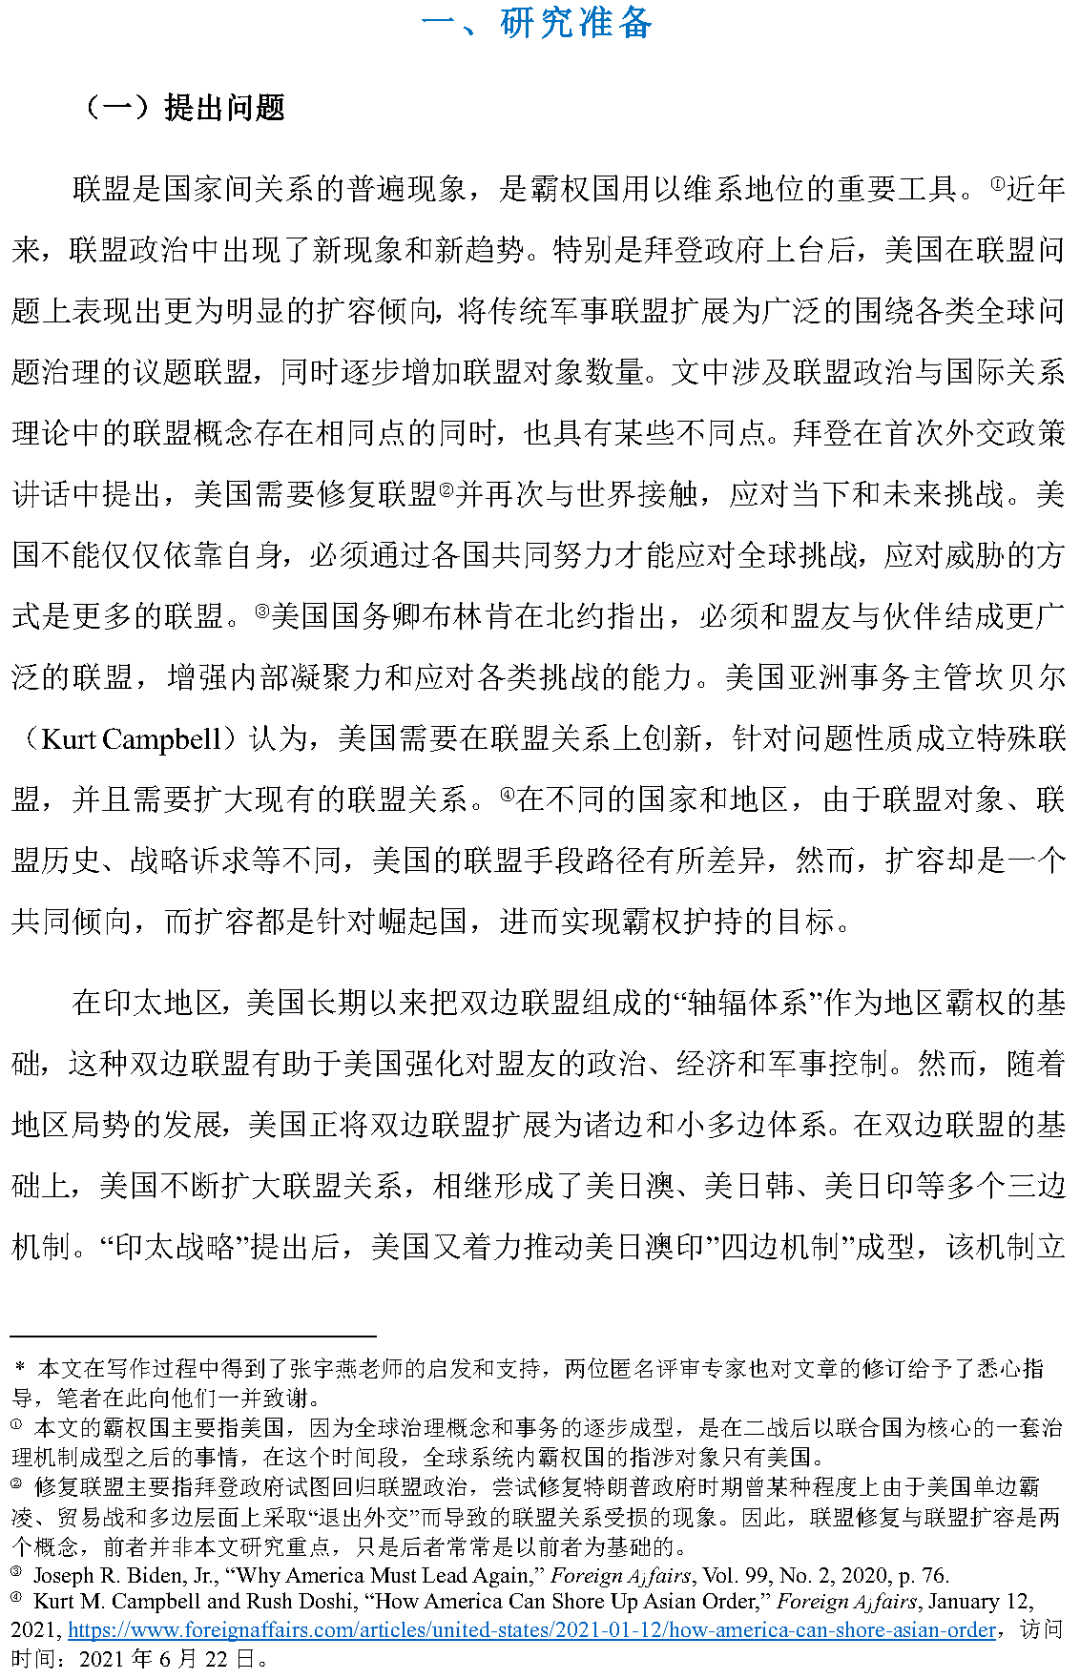 一、研究准备
（一）提出问题
联盟是国家间关系的普遍现象，是霸权国用以维系地位的重要工具。①近年
来，联盟政治中出现了新现象和新趋势。特别是拜登政府上台后，美国在联盟问
题上表现出更为明显的扩容倾向，将传统军事联盟扩展为广泛的围绕各类全球问
题治理的议题联盟，同时逐步增加联盟对象数量。文中涉及联盟政治与国际关系
理论中的联盟概念存在相同点的同时，也具有某些不同点。拜登在首次外交政策
讲话中提出，美国需要修复联盟②并再次与世界接触，应对当下和未来挑战。美
国不能仅仅依靠自身，必须通过各国共同努力才能应对全球挑战，应对威胁的方
式是更多的联盟。③美国国务卿布林肯在北约指出，必须和盟友与伙伴结成更广
泛的联盟，增强内部凝聚力和应对各类挑战的能力。美国亚洲事务主管坎贝尔
（Kurt Campbell）认为，美国需要在联盟关系上创新，针对问题性质成立特殊联
盟，并且需要扩大现有的联盟关系。④在不同的国家和地区，由于联盟对象、联
盟历史、战略诉求等不同，美国的联盟手段路径有所差异，然而，扩容却是一个
共同倾向，而扩容都是针对崛起国，进而实现霸权护持的目标。
在印太地区，美国长期以来把双边联盟组成的“轴辐体系”作为地区霸权的基
础，这种双边联盟有助于美国强化对盟友的政治、经济和军事控制。然而，随着
地区局势的发展，美国正将双边联盟扩展为诸边和小多边体系。在双边联盟的基
础上，美国不断扩大联盟关系，相继形成了美日澳、美日韩、美日印等多个三边
机制。“印太战略”提出后，美国又着力推动美日澳印”四边机制”成型，该机制立
* 本文在写作过程中得到了张宇燕老师的启发和支持，两位匿名评审专家也对文章的修订给予了悉心指
导，笔者在此向他们一并致谢。
① 本文的霸权国主要指美国，因为全球治理概念和事务的逐步成型，是在二战后以联合国为核心的一套治
理机制成型之后的事情，在这个时间段，全球系统内霸权国的指涉对象只有美国。
② 修复联盟主要指拜登政府试图回归联盟政治，尝试修复特朗普政府时期曾某种程度上由于美国单边霸
凌、贸易战和多边层面上采取“退出外交”而导致的联盟关系受损的现象。因此，联盟修复与联盟扩容是两
个概念，前者并非本文研究重点，只是后者常常是以前者为基础的。
③ Joseph R. Biden, Jr., “Why America Must Lead Again,” Foreign Affairs, Vol. 99, No. 2, 2020, p. 76.
④ Kurt M. Campbell and Rush Doshi, “How America Can Shore Up Asian Order,” Foreign Affairs, January 12,
2021, https://www.foreignaffairs.com/articles/united-states/2021-01-12/how-america-can-shore-asian-order，访问
时间：2021 年 6 月 22 日。